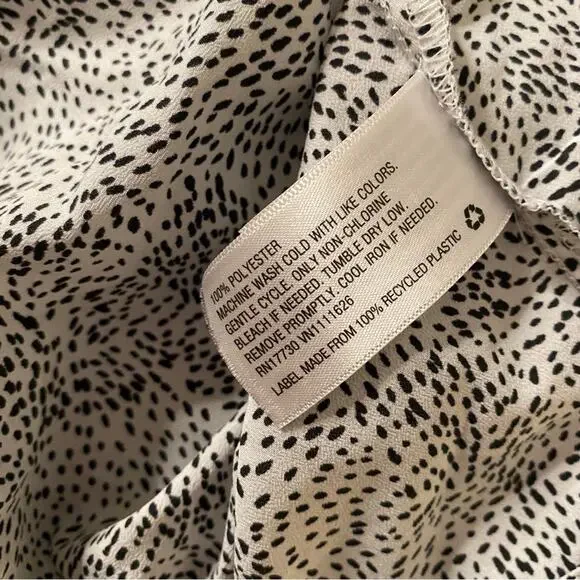 100% POLYESTER
MACHINE WASH COLD WITH LIKE COLORS.
GENTLE CYCLE. ONLY NON-CHLORINE
BLEACH IF NEEDED. TUMBLE DRY LOW.
REMOVE PROMPTLY. COOL IRON IF NEEDED.
RN17730 VN1111626
LABEL MADE FROM 100% RECYCLED PLASTIC